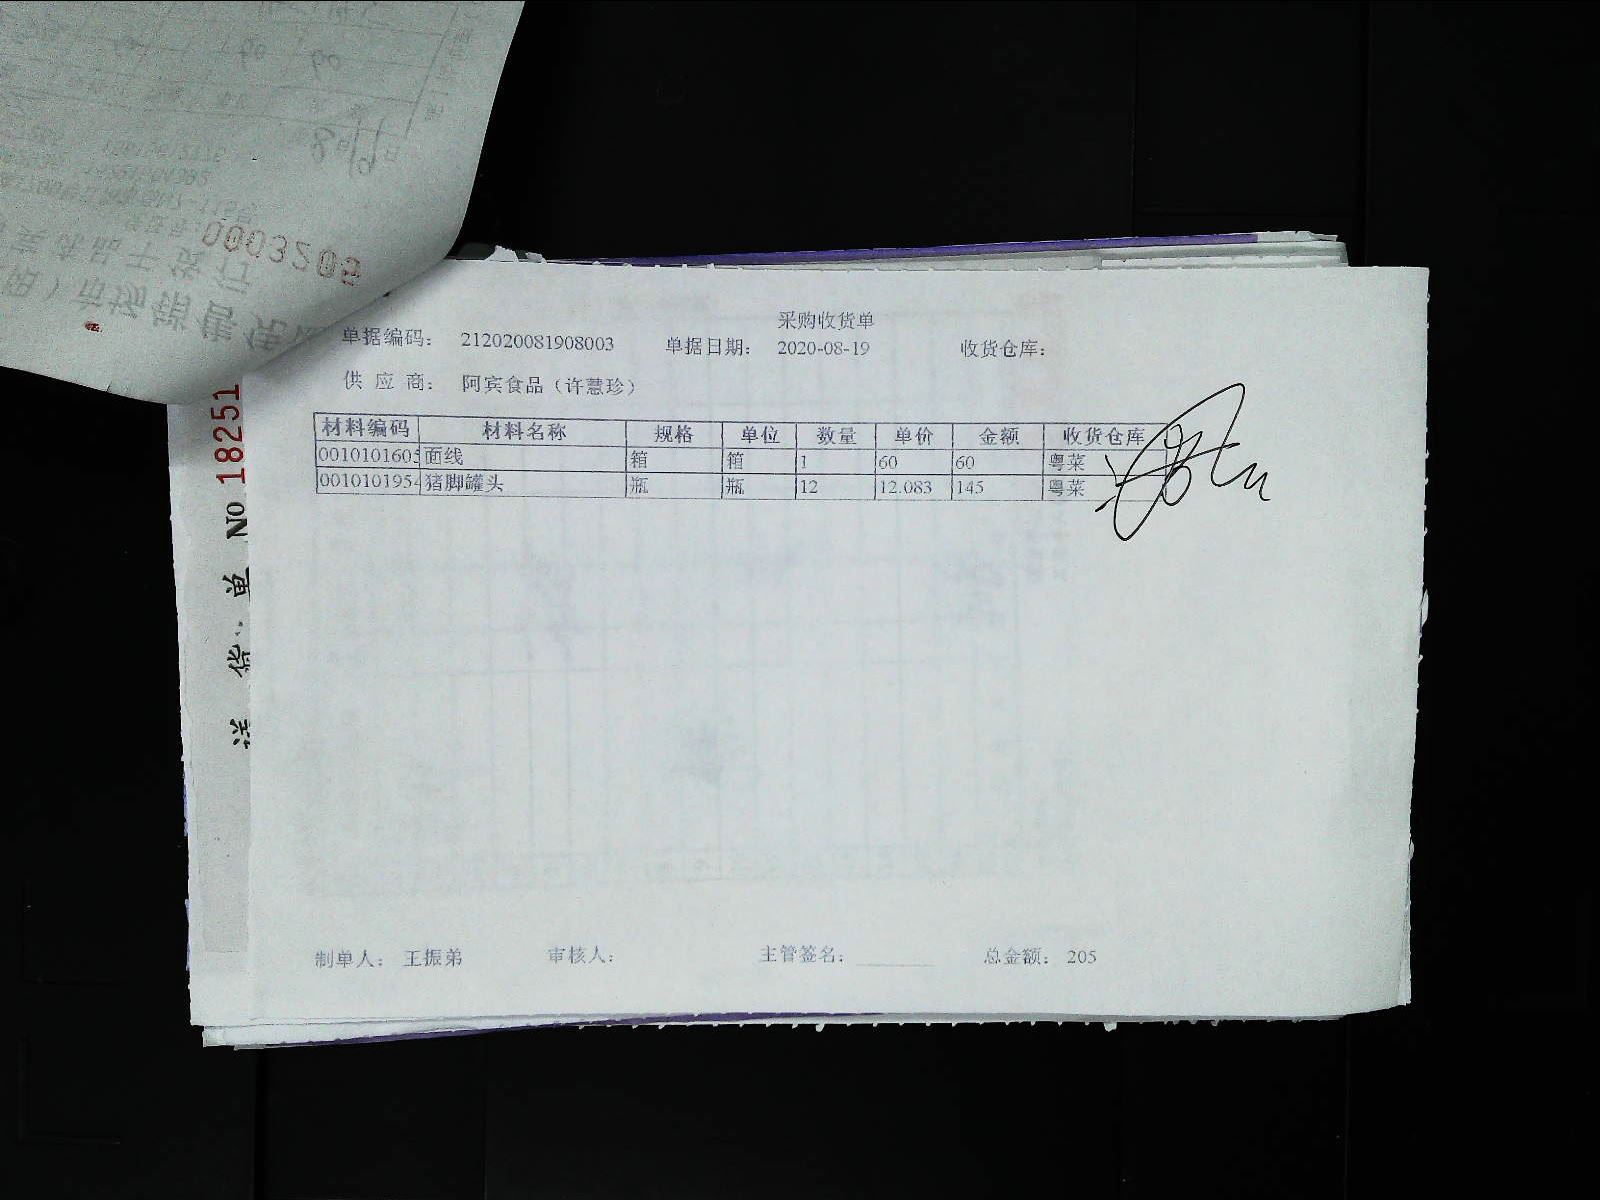 0003205
采购收货单
单据编码： 212020081908003 单据日期： 2020-08-19 收货仓库：
供 应 商： 阿宾食品（许慧珍）
材料编码 材料名称 规格 单位 数量 单价 金额 收货仓库
0010101605 面线 箱 箱 1 60 60 粤菜
0010101954 猪脚罐头 瓶 瓶 12 12.083 145 粤菜
制单人： 王振弟 审核人： 主管签名： 总金额： 205
送 货 单 No 18251